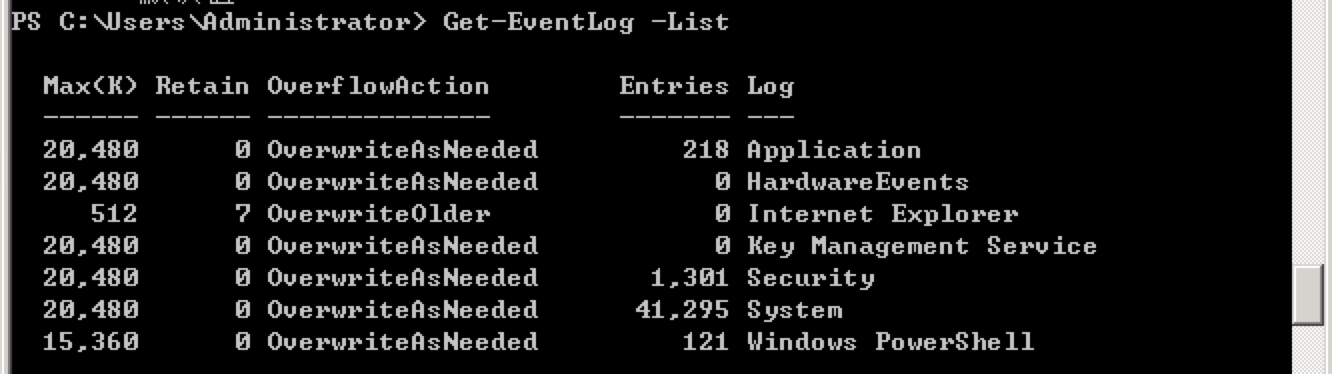 PS C:\Users\Administrator> Get-EventLog -List
Max(K) Retain OverflowAction Entries Log
------ ------ -------------- ------- ---
20,480 0 OverwriteAsNeeded 218 Application
20,480 0 OverwriteAsNeeded 0 HardwareEvents
512 7 OverwriteOlder 0 Internet Explorer
20,480 0 OverwriteAsNeeded 0 Key Management Service
20,480 0 OverwriteAsNeeded 1,301 Security
20,480 0 OverwriteAsNeeded 41,295 System
15,360 0 OverwriteAsNeeded 121 Windows PowerShell